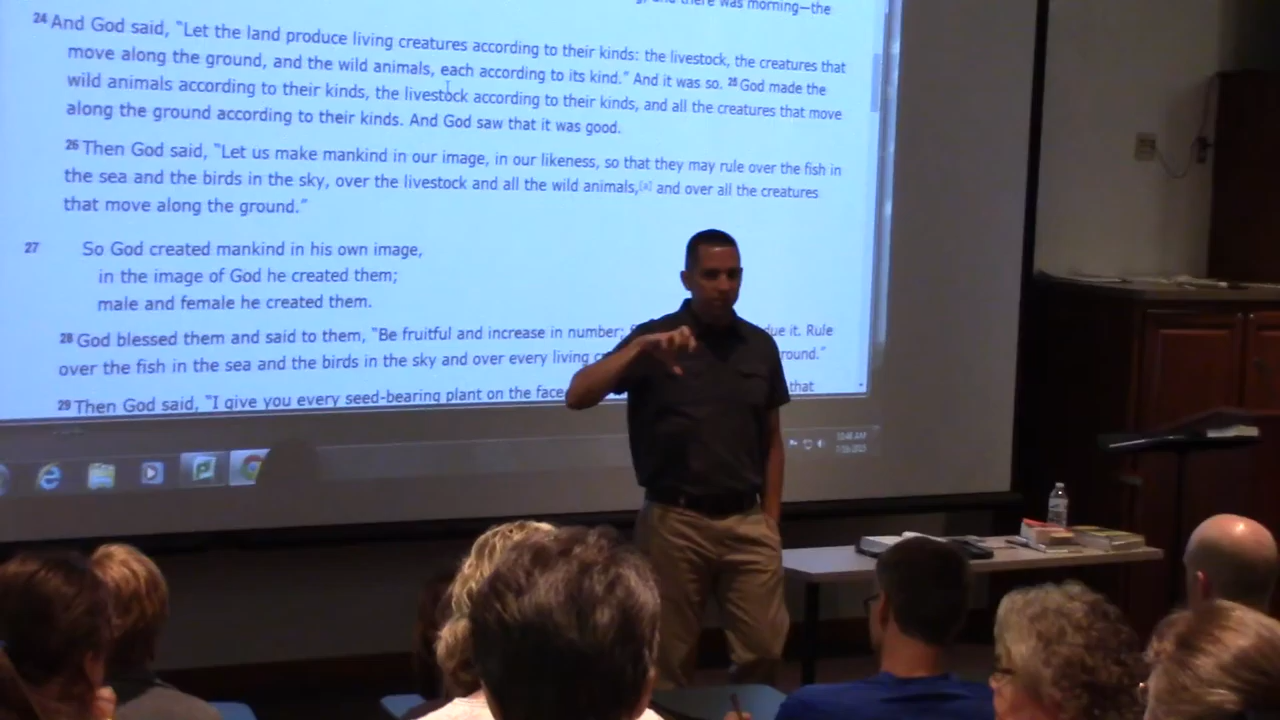 there was morning—the
24 And God said, "Let the land produce living creatures according to their kinds: the livestock, the creatures that
move along the ground, and the wild animals, each according to its kind." And it was so. 25 God made the
wild animals according to their kinds, the livestock according to their kinds, and all the creatures that move
along the ground according to their kinds. And God saw that it was good.
26 Then God said, "Let us make mankind in our image, in our likeness, so that they may rule over the fish in
the sea and the birds in the sky, over the livestock and all the wild animals,[a] and over all the creatures
that move along the ground."
27 So God created mankind in his own image,
in the image of God he created them;
male and female he created them.
28 God blessed them and said to them, "Be fruitful and increase in number; due it. Rule
over the fish in the sea and the birds in the sky and over every living round."
29 Then God said, "I give you every seed-bearing plant on the face that